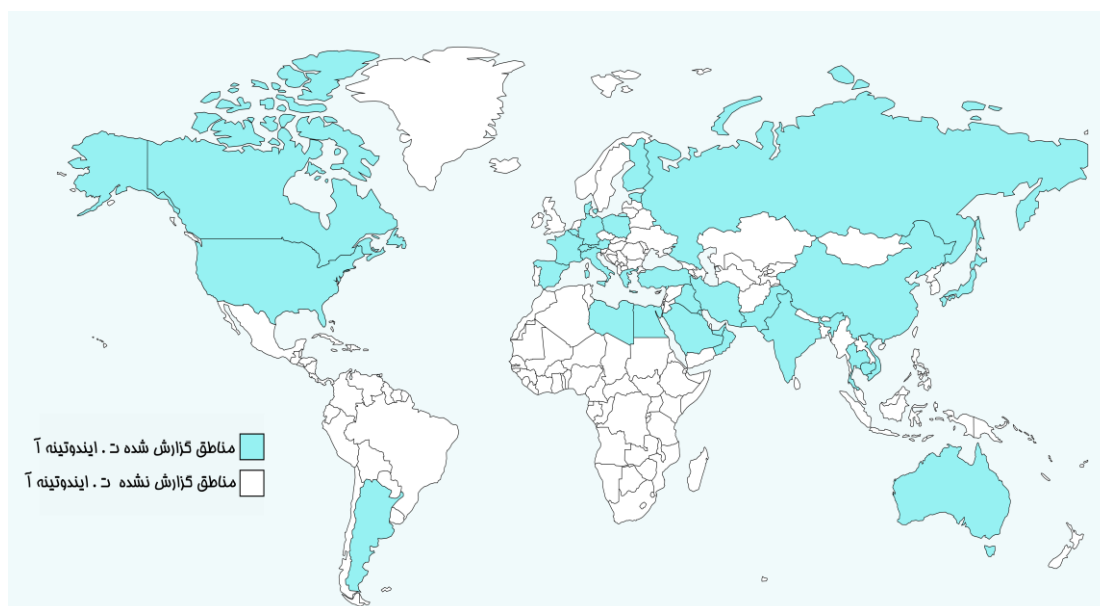 مناطق گزارش شده ت . ایندوتینه آ
مناطق گزارش نشده ت . ایندوتینه آ